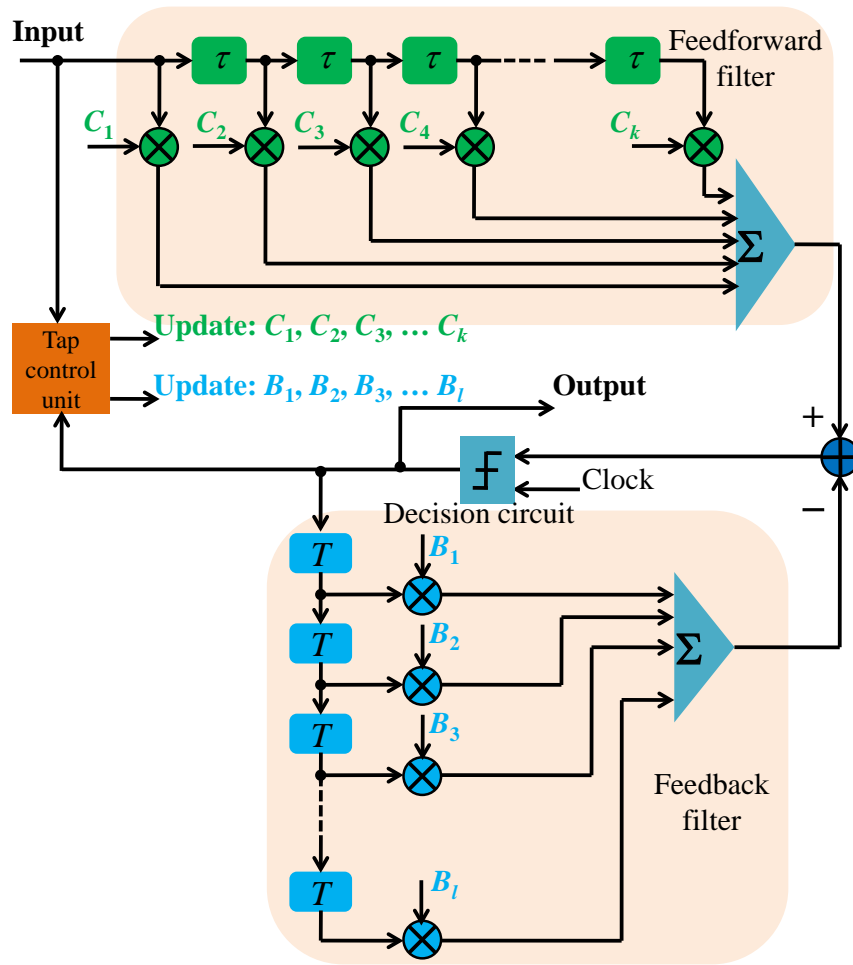 Input
τ
τ
τ
τ
Feedforward
filter
C1
C2
C3
C4
Ck
Σ
Update: C1, C2, C3, … Ck
Tap
control
unit
Update: B1, B2, B3, … Bl
Output
+
Clock
−
Decision circuit
T
B1
T
B2
Σ
T
B3
Feedback
filter
T
Bl